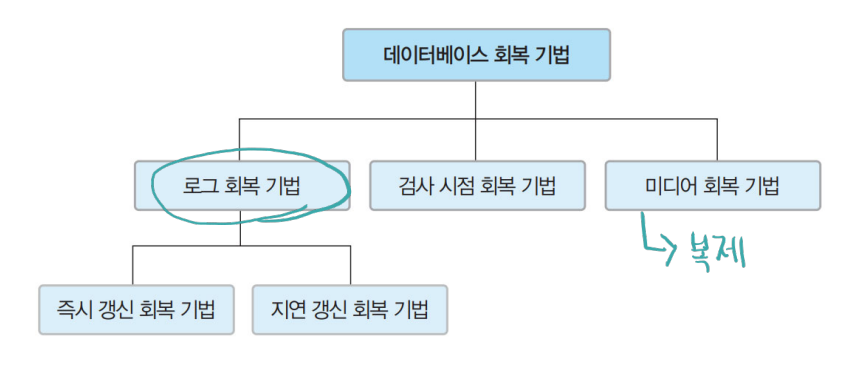 데이터베이스 회복 기법
로그 회복 기법
검사 시점 회복 기법
미디어 회복 기법
→ 복제
즉시 갱신 회복 기법
지연 갱신 회복 기법